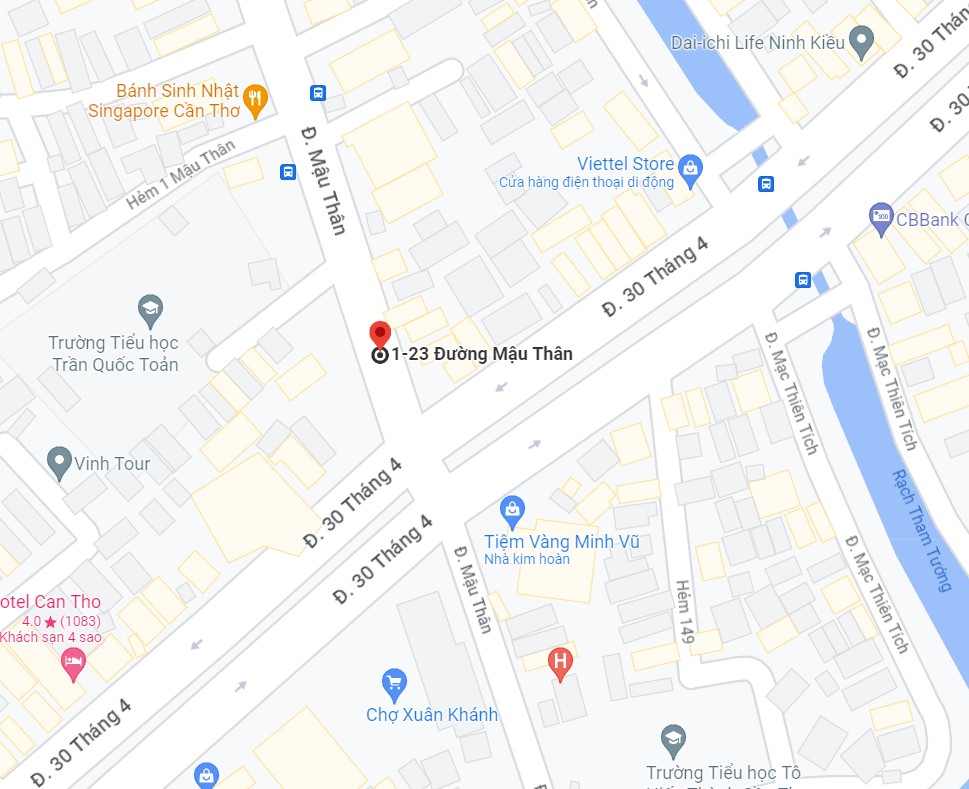 Đ. 30 Tháng
Dai-ichi Life Ninh Kiều
Đ. 30
Bánh Sinh Nhật
Singapore Cần Thơ
Đ. Mậu Thân
Hẻm 1 Mậu Thân
Viettel Store
Cửa hàng điện thoại di động
CBBank
Đ. 30 Tháng 4
Trường Tiểu học
Trần Quốc Toản
1-23 Đường Mậu Thân
Đ. Mạc Thiên Tích
Đ. Mạc Thiên Tích
Vinh Tour
Đ. 30 Tháng 4
Đ. 30 Tháng 4
Rạch Tham Tướng
Tiệm Vàng Minh Vũ
Nhà kim hoàn
Đ. Mậu Thân
Hẻm 149
Đ. Mạc Thiên Tích
otel Can Tho
4.0 ★ (1083)
Khách sạn 4 sao
H
Chợ Xuân Khánh
Đ. 30 Tháng 4
Trường Tiểu học Tô